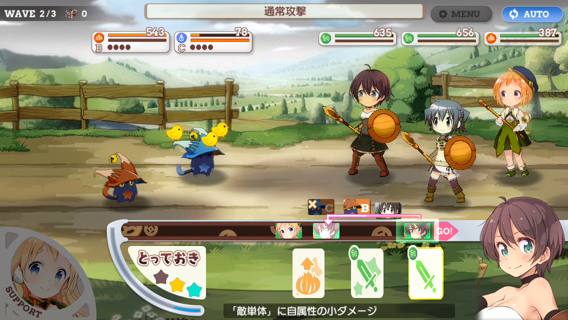 WAVE 2/3 0
通常攻撃
MENU
AUTO
543
B
78
C
635
656
387
B
GO!
とっておき
SUPPORT
「敵単体」に自属性の小ダメージ